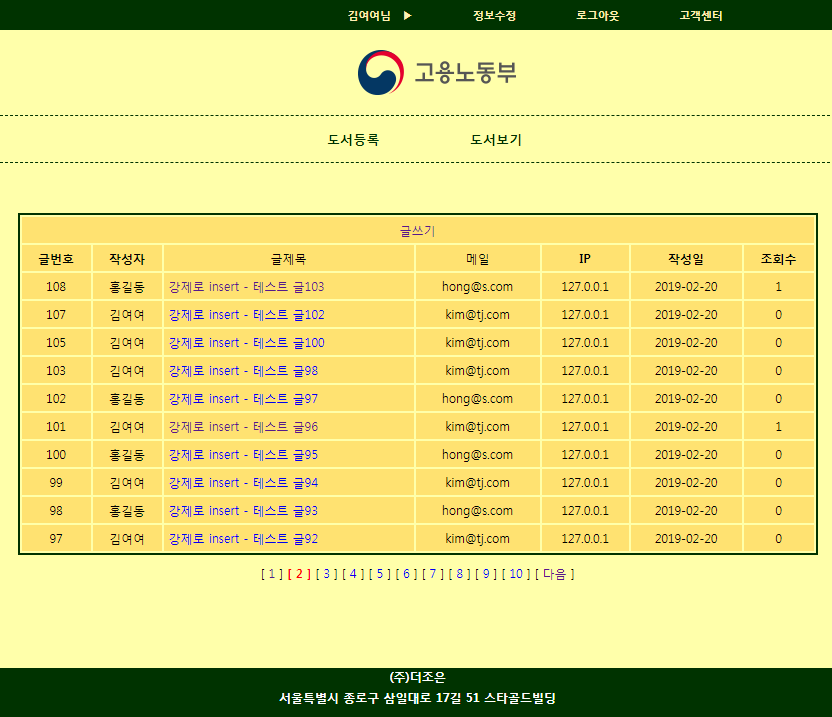 김여여님 ▶ 정보수정 로그아웃 고객센터
고용노동부
도서등록 도서보기
글쓰기
글번호 작성자 글제목 메일 IP 작성일 조회수
108 홍길동 강제로 insert - 테스트 글103 hong@s.com 127.0.0.1 2019-02-20 1
107 김여여 강제로 insert - 테스트 글102 kim@tj.com 127.0.0.1 2019-02-20 0
105 김여여 강제로 insert - 테스트 글100 kim@tj.com 127.0.0.1 2019-02-20 0
103 김여여 강제로 insert - 테스트 글98 kim@tj.com 127.0.0.1 2019-02-20 0
102 홍길동 강제로 insert - 테스트 글97 hong@s.com 127.0.0.1 2019-02-20 0
101 김여여 강제로 insert - 테스트 글96 kim@tj.com 127.0.0.1 2019-02-20 1
100 홍길동 강제로 insert - 테스트 글95 hong@s.com 127.0.0.1 2019-02-20 0
99 김여여 강제로 insert - 테스트 글94 kim@tj.com 127.0.0.1 2019-02-20 0
98 홍길동 강제로 insert - 테스트 글93 hong@s.com 127.0.0.1 2019-02-20 0
97 김여여 강제로 insert - 테스트 글92 kim@tj.com 127.0.0.1 2019-02-20 0
[ 1 ] [ 2 ] [ 3 ] [ 4 ] [ 5 ] [ 6 ] [ 7 ] [ 8 ] [ 9 ] [ 10 ] [ 다음 ]
(주)더조은
서울특별시 종로구 삼일대로 17길 51 스타골드빌딩